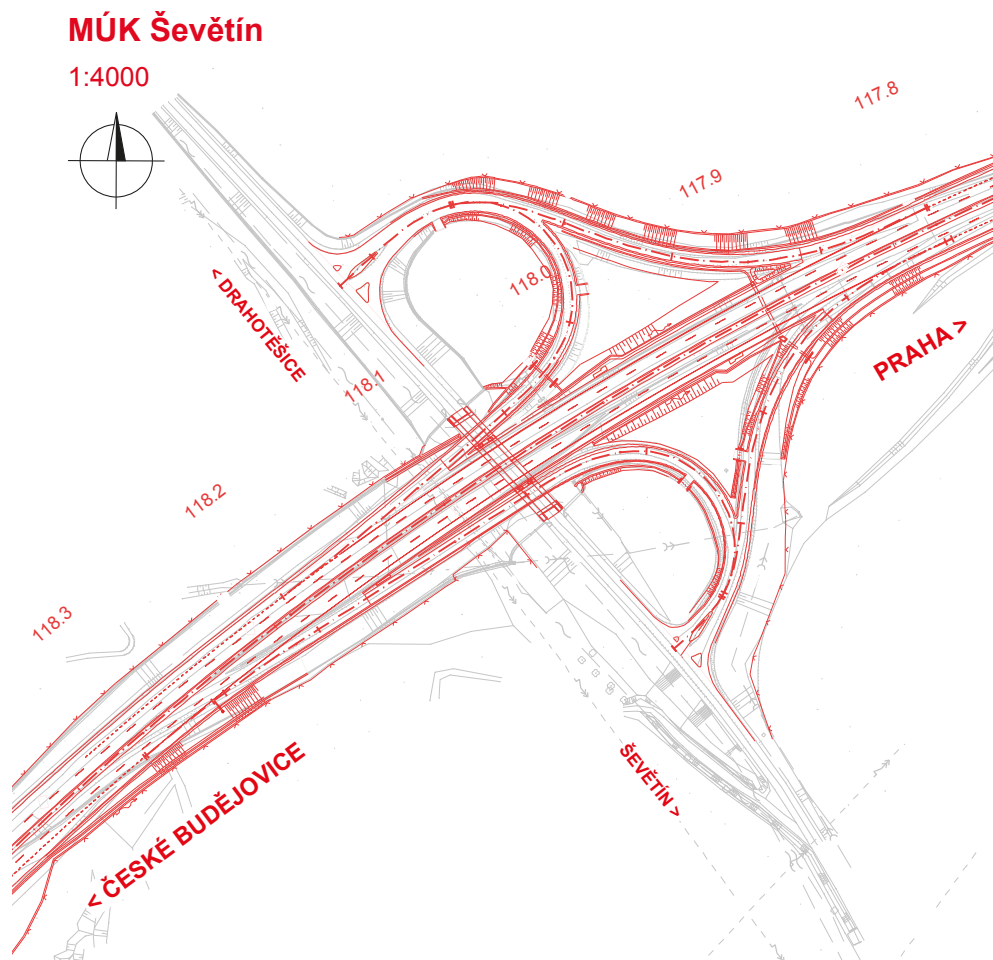 MÚK Ševětín
1:4000
117.8
117.9
118.0
< DRAHOTĚŠICE
PRAHA >
118.1
118.2
118.3
< ČESKÉ BUDĚJOVICE
ŠEVĚTÍN >